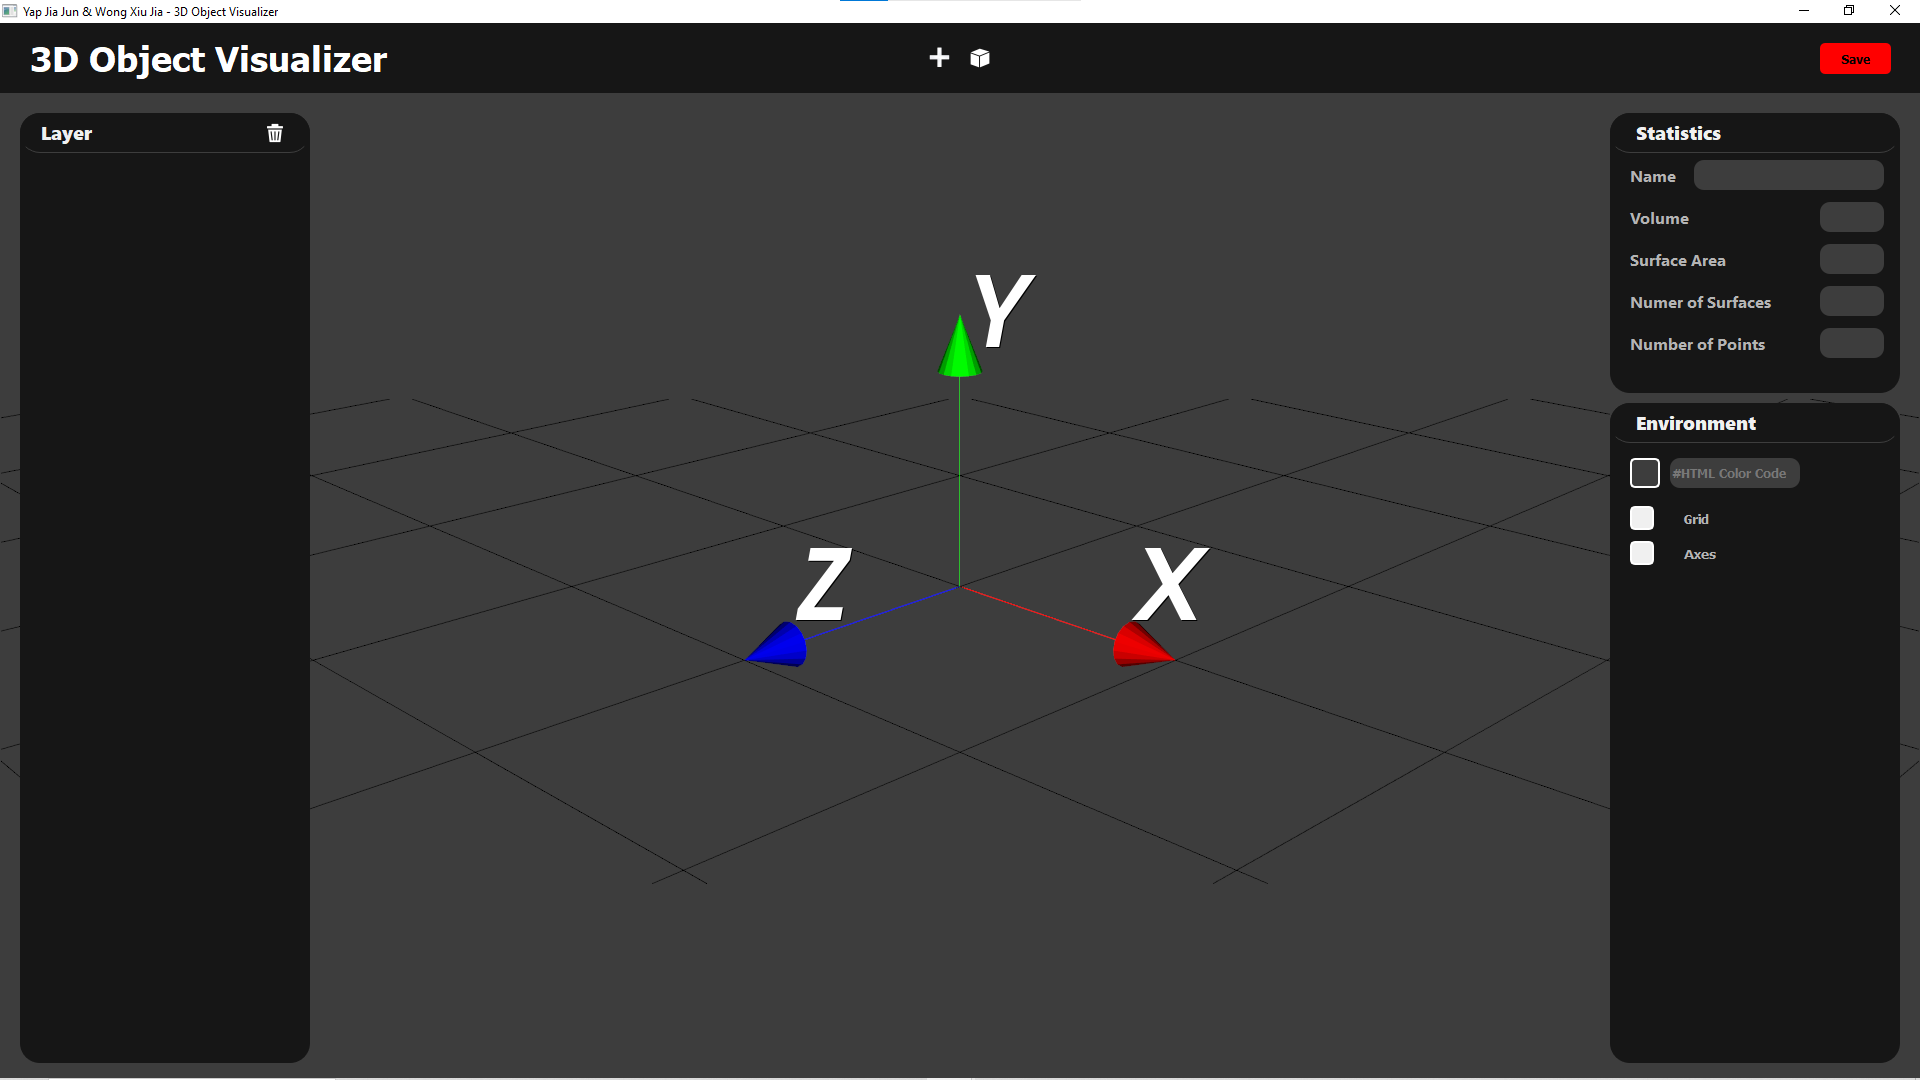 Yap Jia Jun & Wong Xiu Jia - 3D Object Visualizer
3D Object Visualizer
Save
Layer
Statistics
Name
Volume
Surface Area
Numer of Surfaces
Number of Points
Environment
#HTML Color Code
Grid
Axes
Y
Z
X